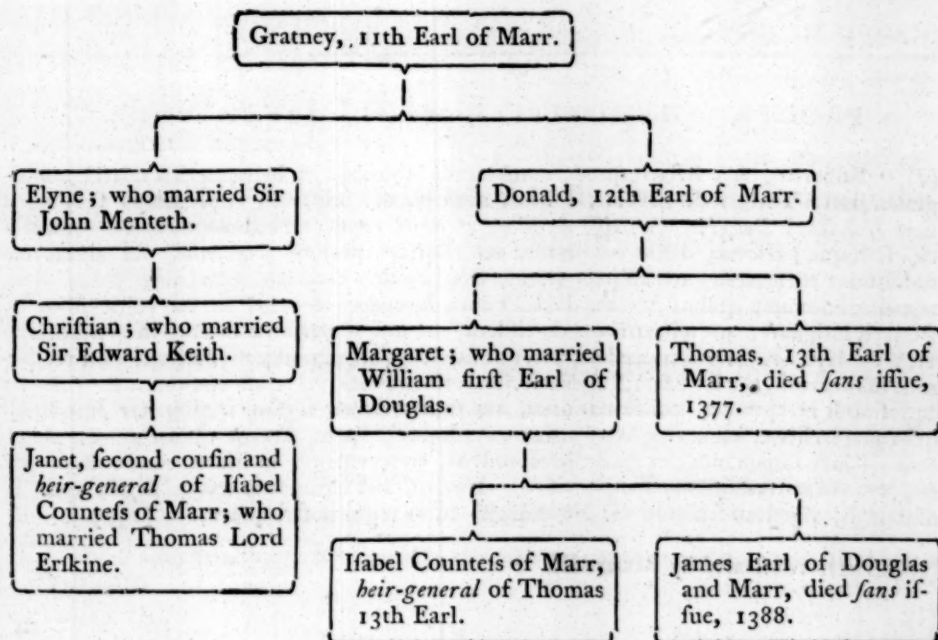 Gratney, 11th Earl of Marr.
Elyne; who married Sir
John Menteth.
Donald, 12th Earl of Marr.
Chriſtian; who married
Sir Edward Keith.
Margaret; who married
William firſt Earl of
Douglas.
Thomas, 13th Earl of
Marr, died ſans iſſue,
1377.
Janet, ſecond couſin and
heir-general of Iſabel
Counteſs of Marr; who
married Thomas Lord
Erſkine.
Iſabel Counteſs of Marr,
heir-general of Thomas
13th Earl.
James Earl of Douglas
and Marr, died ſans iſ-
ſue, 1388.